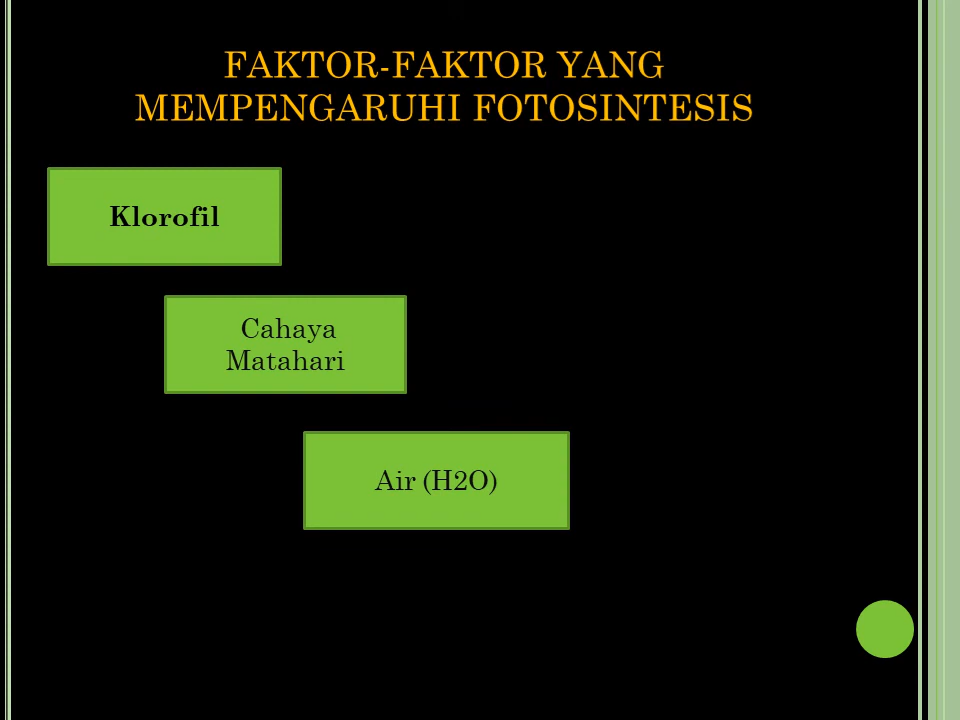 FAKTOR-FAKTOR YANG
MEMPENGARUHI FOTOSINTESIS
Klorofil
Cahaya
Matahari
Air (H2O)